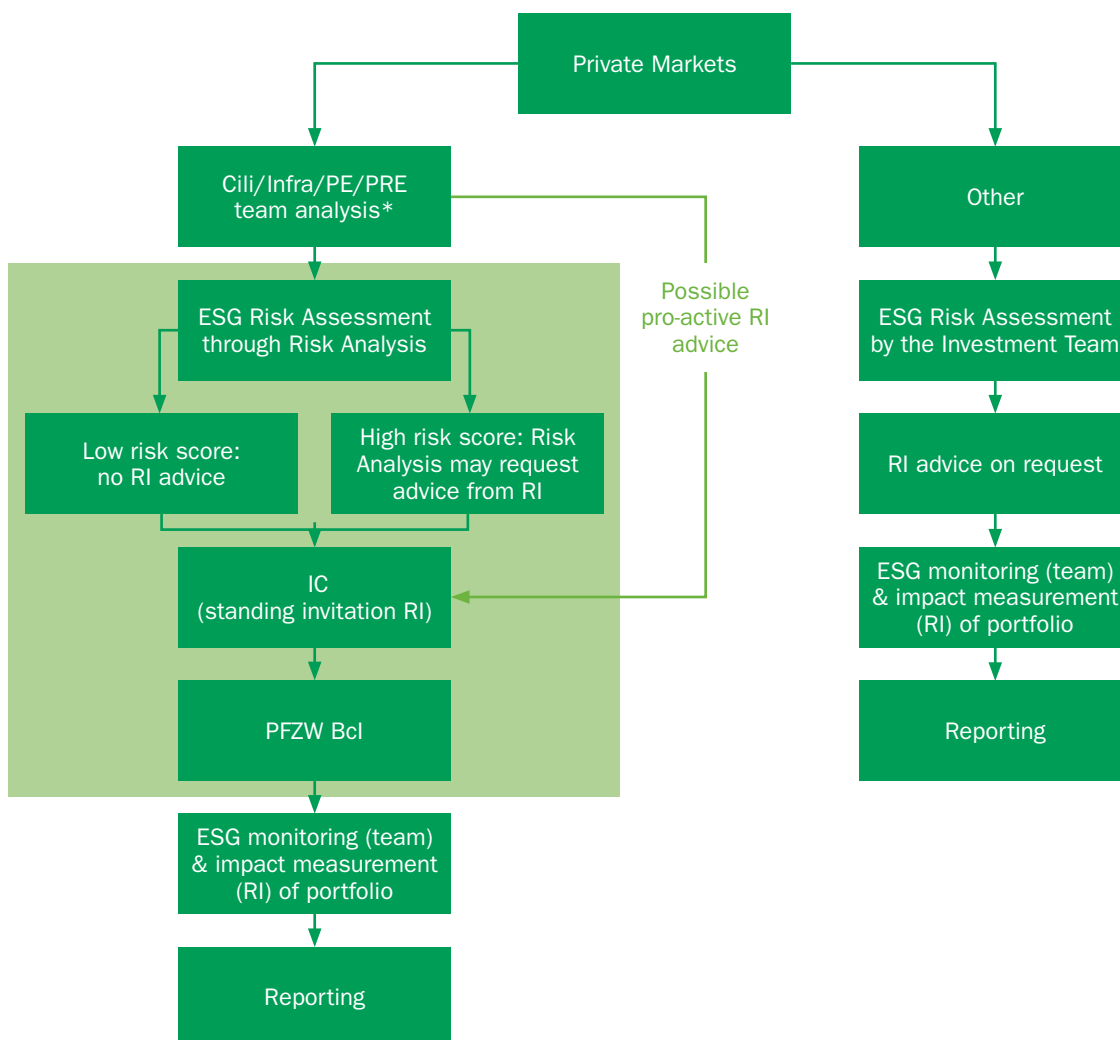 Private Markets
Cili/Infra/PE/PRE
team analysis*
Other
Possible
pro-active RI
advice
ESG Risk Assessment
through Risk Analysis
ESG Risk Assessment
by the Investment Team
Low risk score:
no RI advice
High risk score: Risk
Analysis may request
advice from RI
RI advice on request
IC
(standing invitation RI)
ESG monitoring (team)
& impact measurement
(RI) of portfolio
PFZW BcI
Reporting
ESG monitoring (team)
& impact measurement
(RI) of portfolio
Reporting